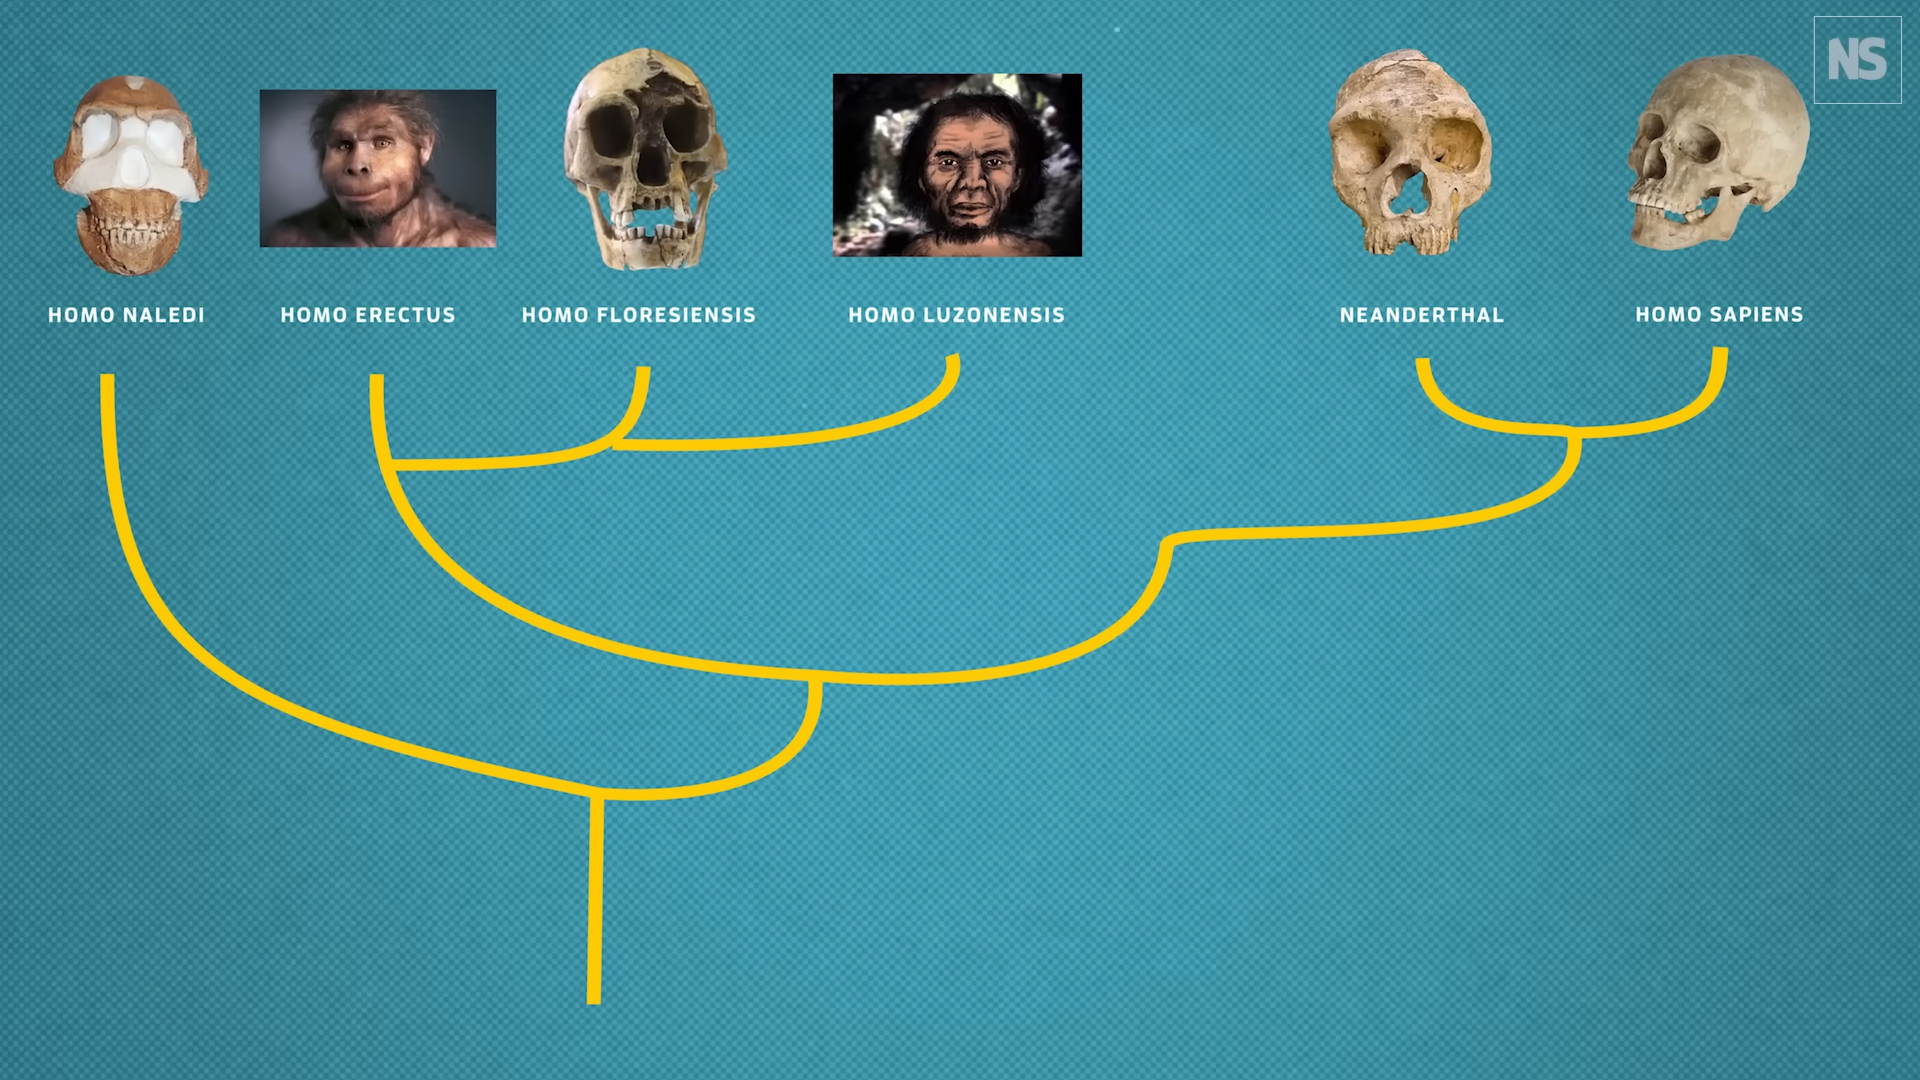 NS
HOMO NALEDI
HOMO ERECTUS
HOMO FLORESIENSIS
HOMO LUZONENSIS
NEANDERTHAL
HOMO SAPIENS